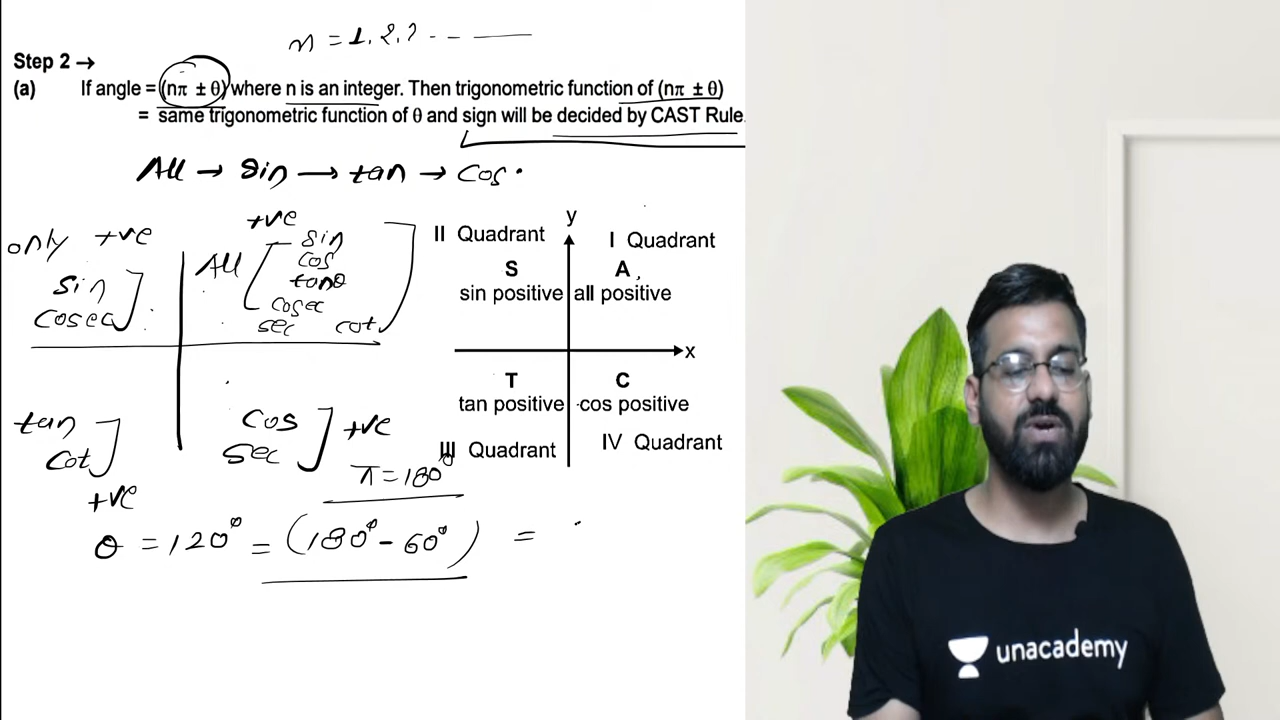 n = 1, 2, 3 - - ——
Step 2 →
(a) If angle = (nπ ± θ) where n is an integer. Then trigonometric function of (nπ ± θ)
= same trigonometric function of θ and sign will be decided by CAST Rule.
All → sin → tan → cos.
only +ve
sin
cosec
+ve
All
sin
cos
tanθ
cosec
sec cot
tan
cot
+ve
cos
sec
+ve
y
II Quadrant
I Quadrant
S
A
sin positive
all positive
x
T
C
tan positive
cos positive
III Quadrant
IV Quadrant
π = 180°
θ = 120° = (180° - 60°) =
unacademy